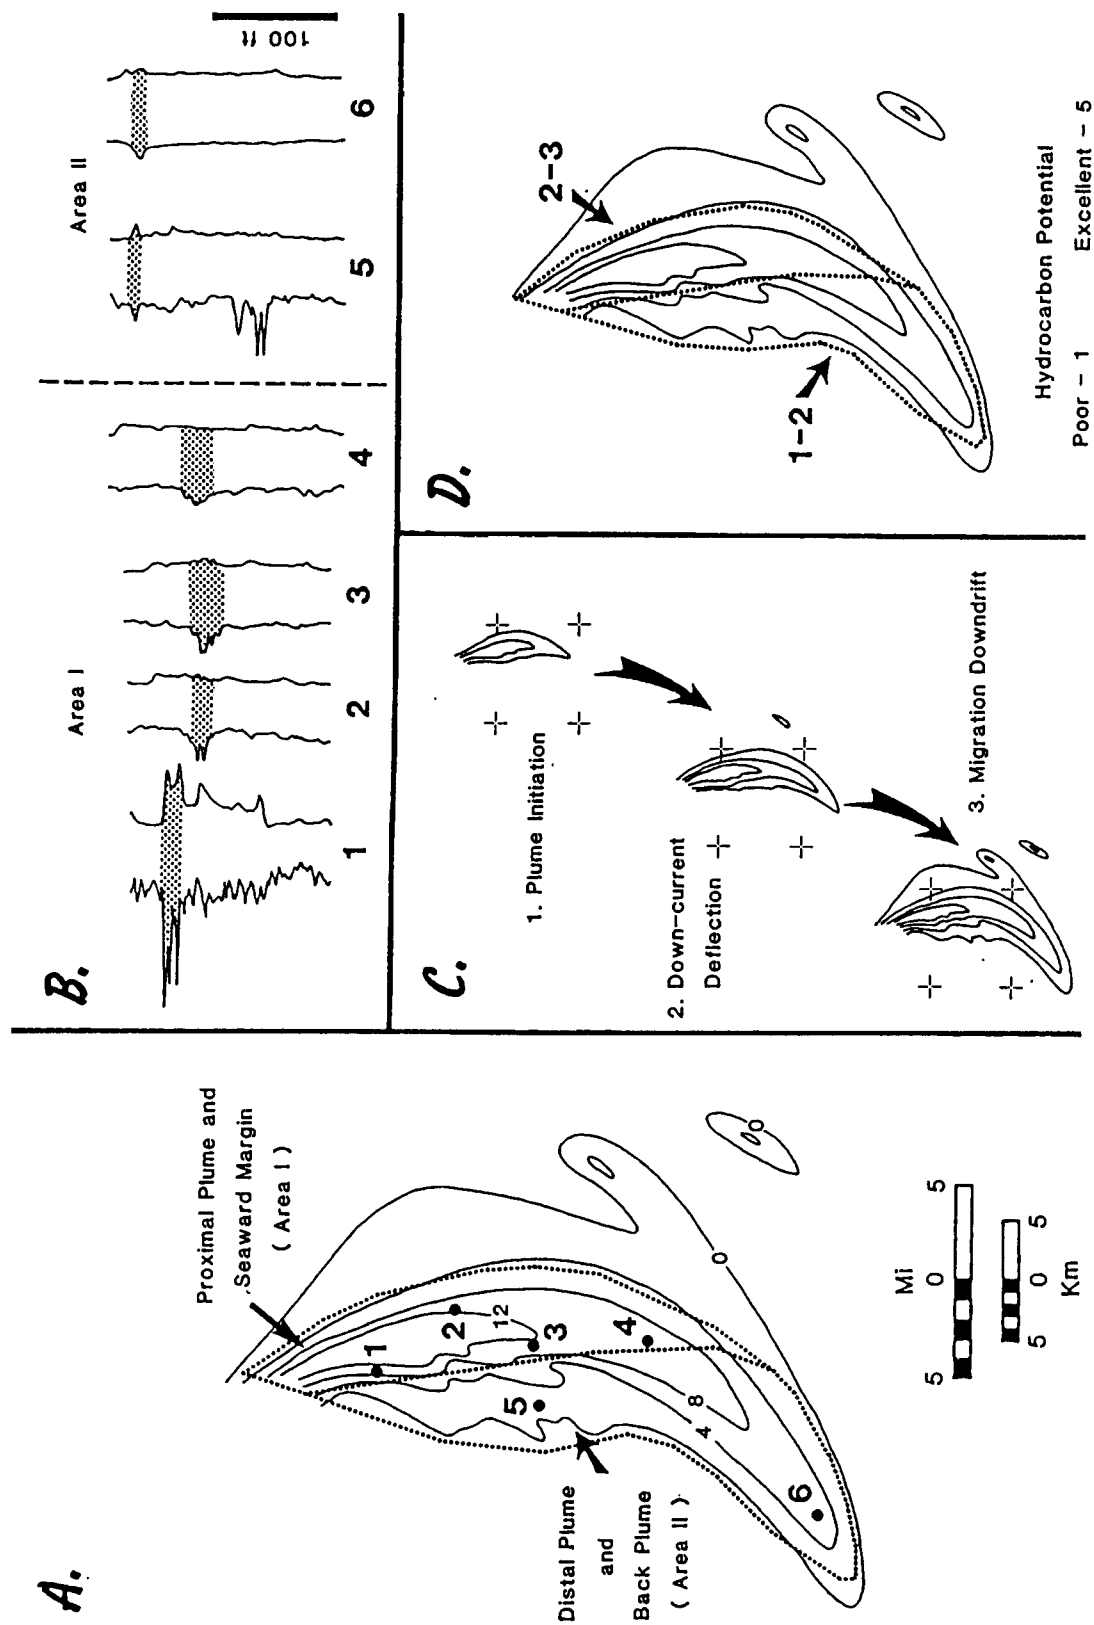 A.
Proximal Plume and
Seaward Margin
( Area I )
1
2
12
3
4
5
8
4
6
0
0
Distal Plume
and
Back Plume
( Area II )
Mi
5 0 5
5 0 5
Km
B.
Area I
Area II
1
2
3
4
5
6
100 ft
C.
1. Plume Initiation
2. Down-current
Deflection
3. Migration Downdrift
D.
2-3
1-2
Hydrocarbon Potential
Poor - 1 Excellent - 5